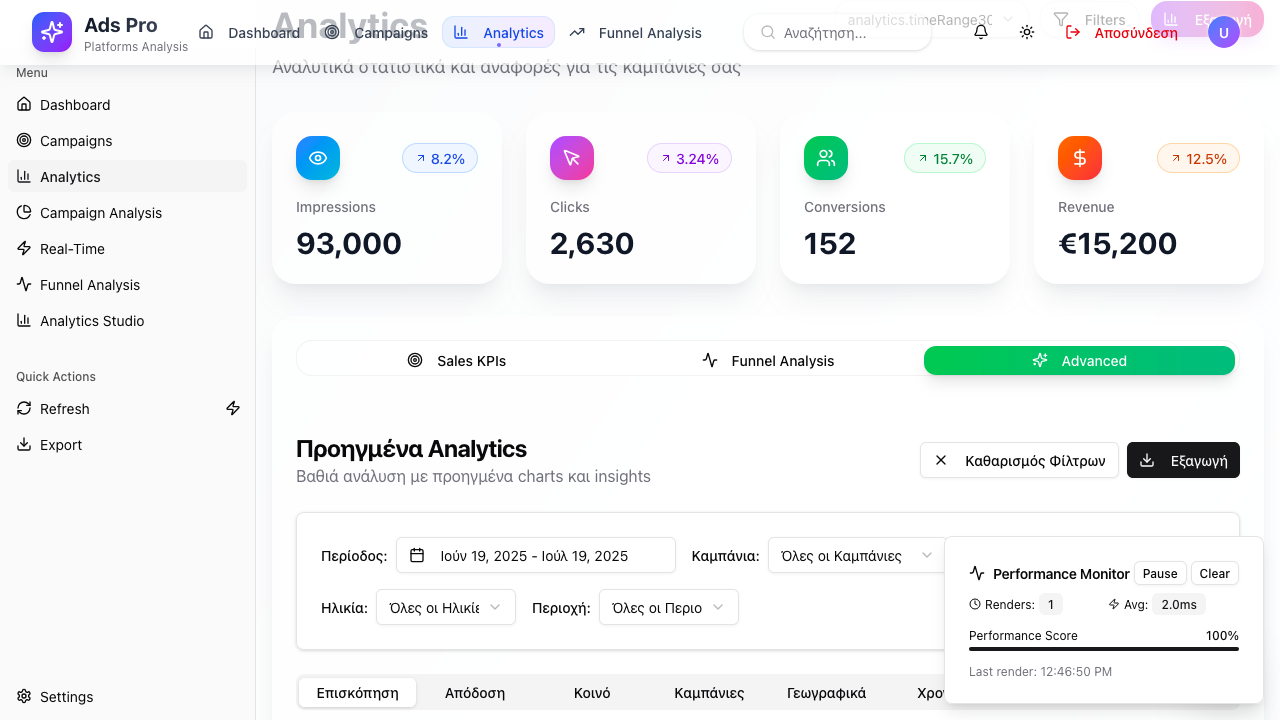 Ads Pro
Platforms Analysis
Dashboard
Campaigns
Analytics
Funnel Analysis
Αναζήτηση...
Αποσύνδεση
U
Analytics
analytics.timeRange30
Filters
Εξαγωγή
Αναλυτικά στατιστικά και αναφορές για τις καμπάνιες σας
Menu
Dashboard
Campaigns
Analytics
Campaign Analysis
Real-Time
Funnel Analysis
Analytics Studio
Quick Actions
Refresh
Export
Settings
8.2%
Impressions
93,000
3.24%
Clicks
2,630
15.7%
Conversions
152
12.5%
Revenue
€15,200
Sales KPIs
Funnel Analysis
Advanced
Προηγμένα Analytics
Βαθιά ανάλυση με προηγμένα charts και insights
Καθαρισμός Φίλτρων
Εξαγωγή
Περίοδος:
Ιούν 19, 2025 - Ιούλ 19, 2025
Καμπάνια:
Όλες οι Καμπάνιες
Ηλικία:
Όλες οι Ηλικίε
Περιοχή:
Όλες οι Περιο
Επισκόπηση
Απόδοση
Κοινό
Καμπάνιες
Γεωγραφικά
Performance Monitor
Pause
Clear
Renders: 1
Avg: 2.0ms
Performance Score
100%
Last render: 12:46:50 PM